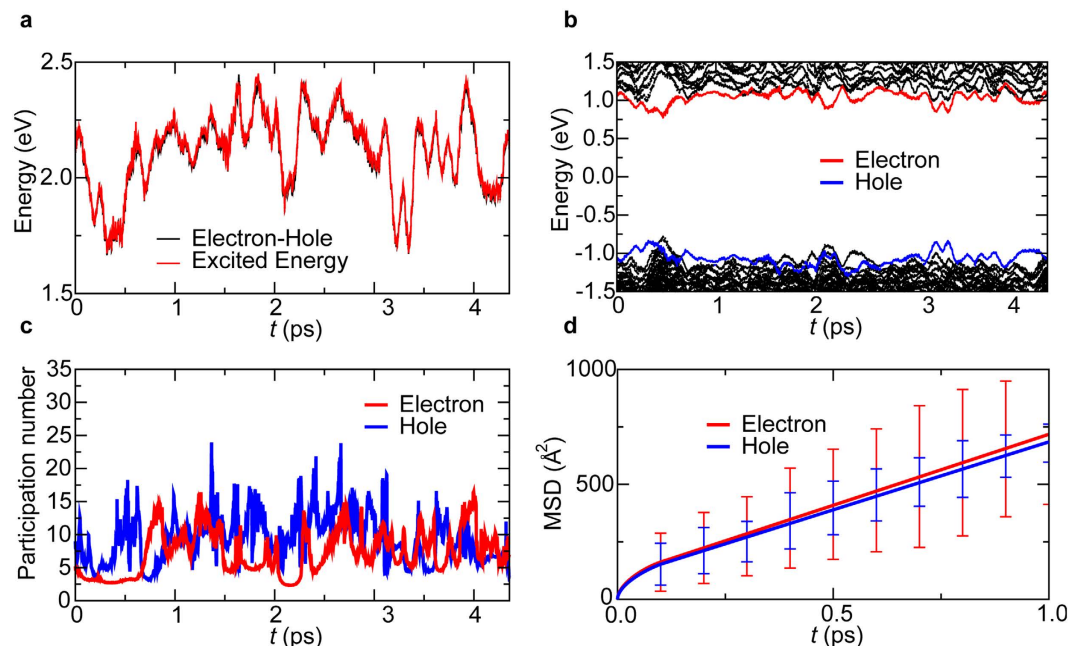 a
Energy (eV)
2.5
2.0
1.5
Electron-Hole
Excited Energy
0 1 2 3 4
t (ps)
b
Energy (eV)
1.5
1.0
0.5
0.0
-0.5
-1.0
-1.5
Electron
Hole
0 1 2 3 4
t (ps)
c
Participation number
35
30
25
20
15
10
5
0
Electron
Hole
0 1 2 3 4
t (ps)
d
MSD (Å²)
1000
500
0
Electron
Hole
0.0 0.5 1.0
t (ps)